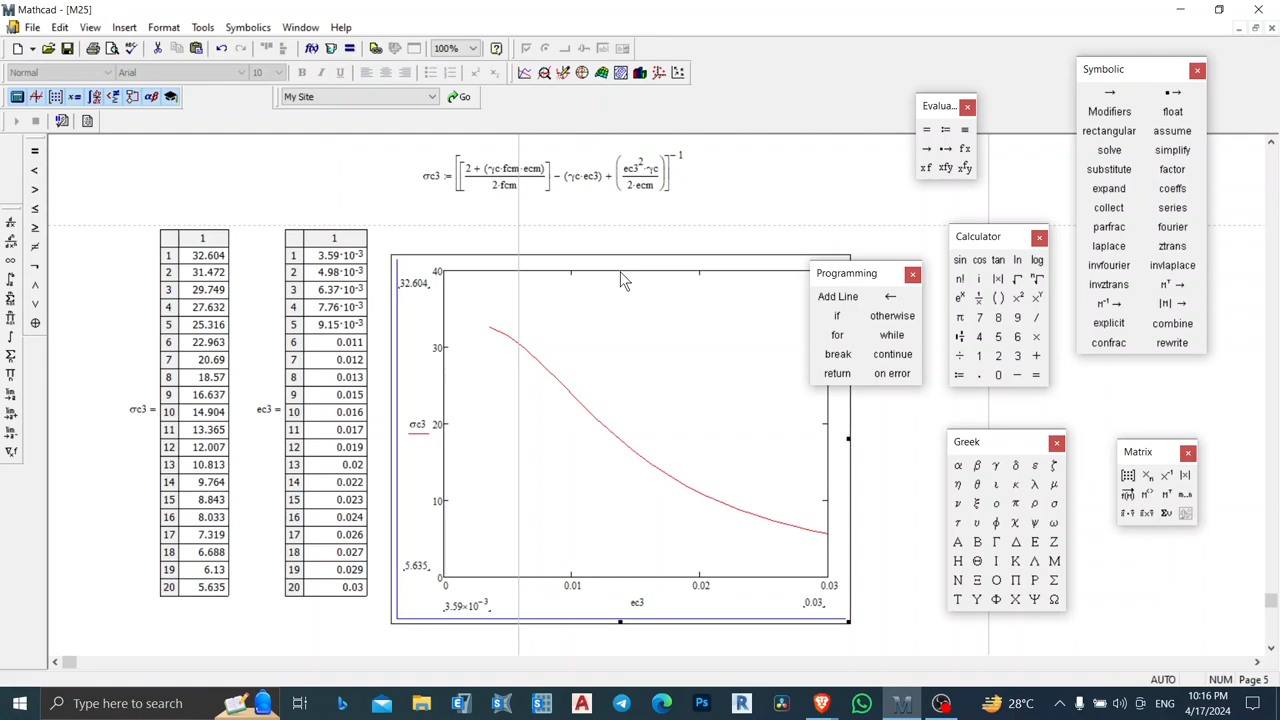 Mathcad - [M25]
File Edit View Insert Format Tools Symbolics Window Help
100%
Normal Arial 10 B I U
My Site Go
σc3 := [[2 + (γc·fcm·ecm) / 2·fcm] − (γc·ec3) + (ec3² · γc / 2·ecm)]⁻¹
σc3 =
1
1 32.604
2 31.472
3 29.749
4 27.632
5 25.316
6 22.963
7 20.69
8 18.57
9 16.637
10 14.904
11 13.365
12 12.007
13 10.813
14 9.764
15 8.843
16 8.033
17 7.319
18 6.688
19 6.13
20 5.635
ec3 =
1
1 3.59·10⁻³
2 4.98·10⁻³
3 6.37·10⁻³
4 7.76·10⁻³
5 9.15·10⁻³
6 0.011
7 0.012
8 0.013
9 0.015
10 0.016
11 0.017
12 0.019
13 0.02
14 0.022
15 0.023
16 0.024
17 0.026
18 0.027
19 0.029
20 0.03
40
32.604
30
σc3 20
10
5.635
0
0 0.01 0.02 0.03
3.59×10⁻³ ec3 0.03
Programming
Add Line ←
if otherwise
for while
break continue
return on error
Evalua...
= := ≡
→ •→ fx
xf xfy xᶠy
Calculator
sin cos tan ln log
n! i |×| √ ⁿ√
eˣ 1/x ( ) x² xʸ
π 7 8 9 /
4 5 6 ×
÷ 1 2 3 +
:= . 0 − =
Greek
α β γ δ ε ζ
η θ ι κ λ μ
ν ξ ο π ρ σ
τ υ φ χ ψ ω
Α Β Γ Δ Ε Ζ
Η Θ Ι Κ Λ Μ
Ν Ξ Ο Π Ρ Σ
Τ Υ Φ Χ Ψ Ω
Symbolic
→ ▪→
Modifiers float
rectangular assume
solve simplify
substitute factor
expand coeffs
collect series
parfrac fourier
laplace ztrans
invfourier invlaplace
invztrans Mᵀ→
M⁻¹→ |M|→
explicit combine
confrac rewrite
Matrix
AUTO NUM Page 5
Type here to search
28°C ENG
10:16 PM
4/17/2024